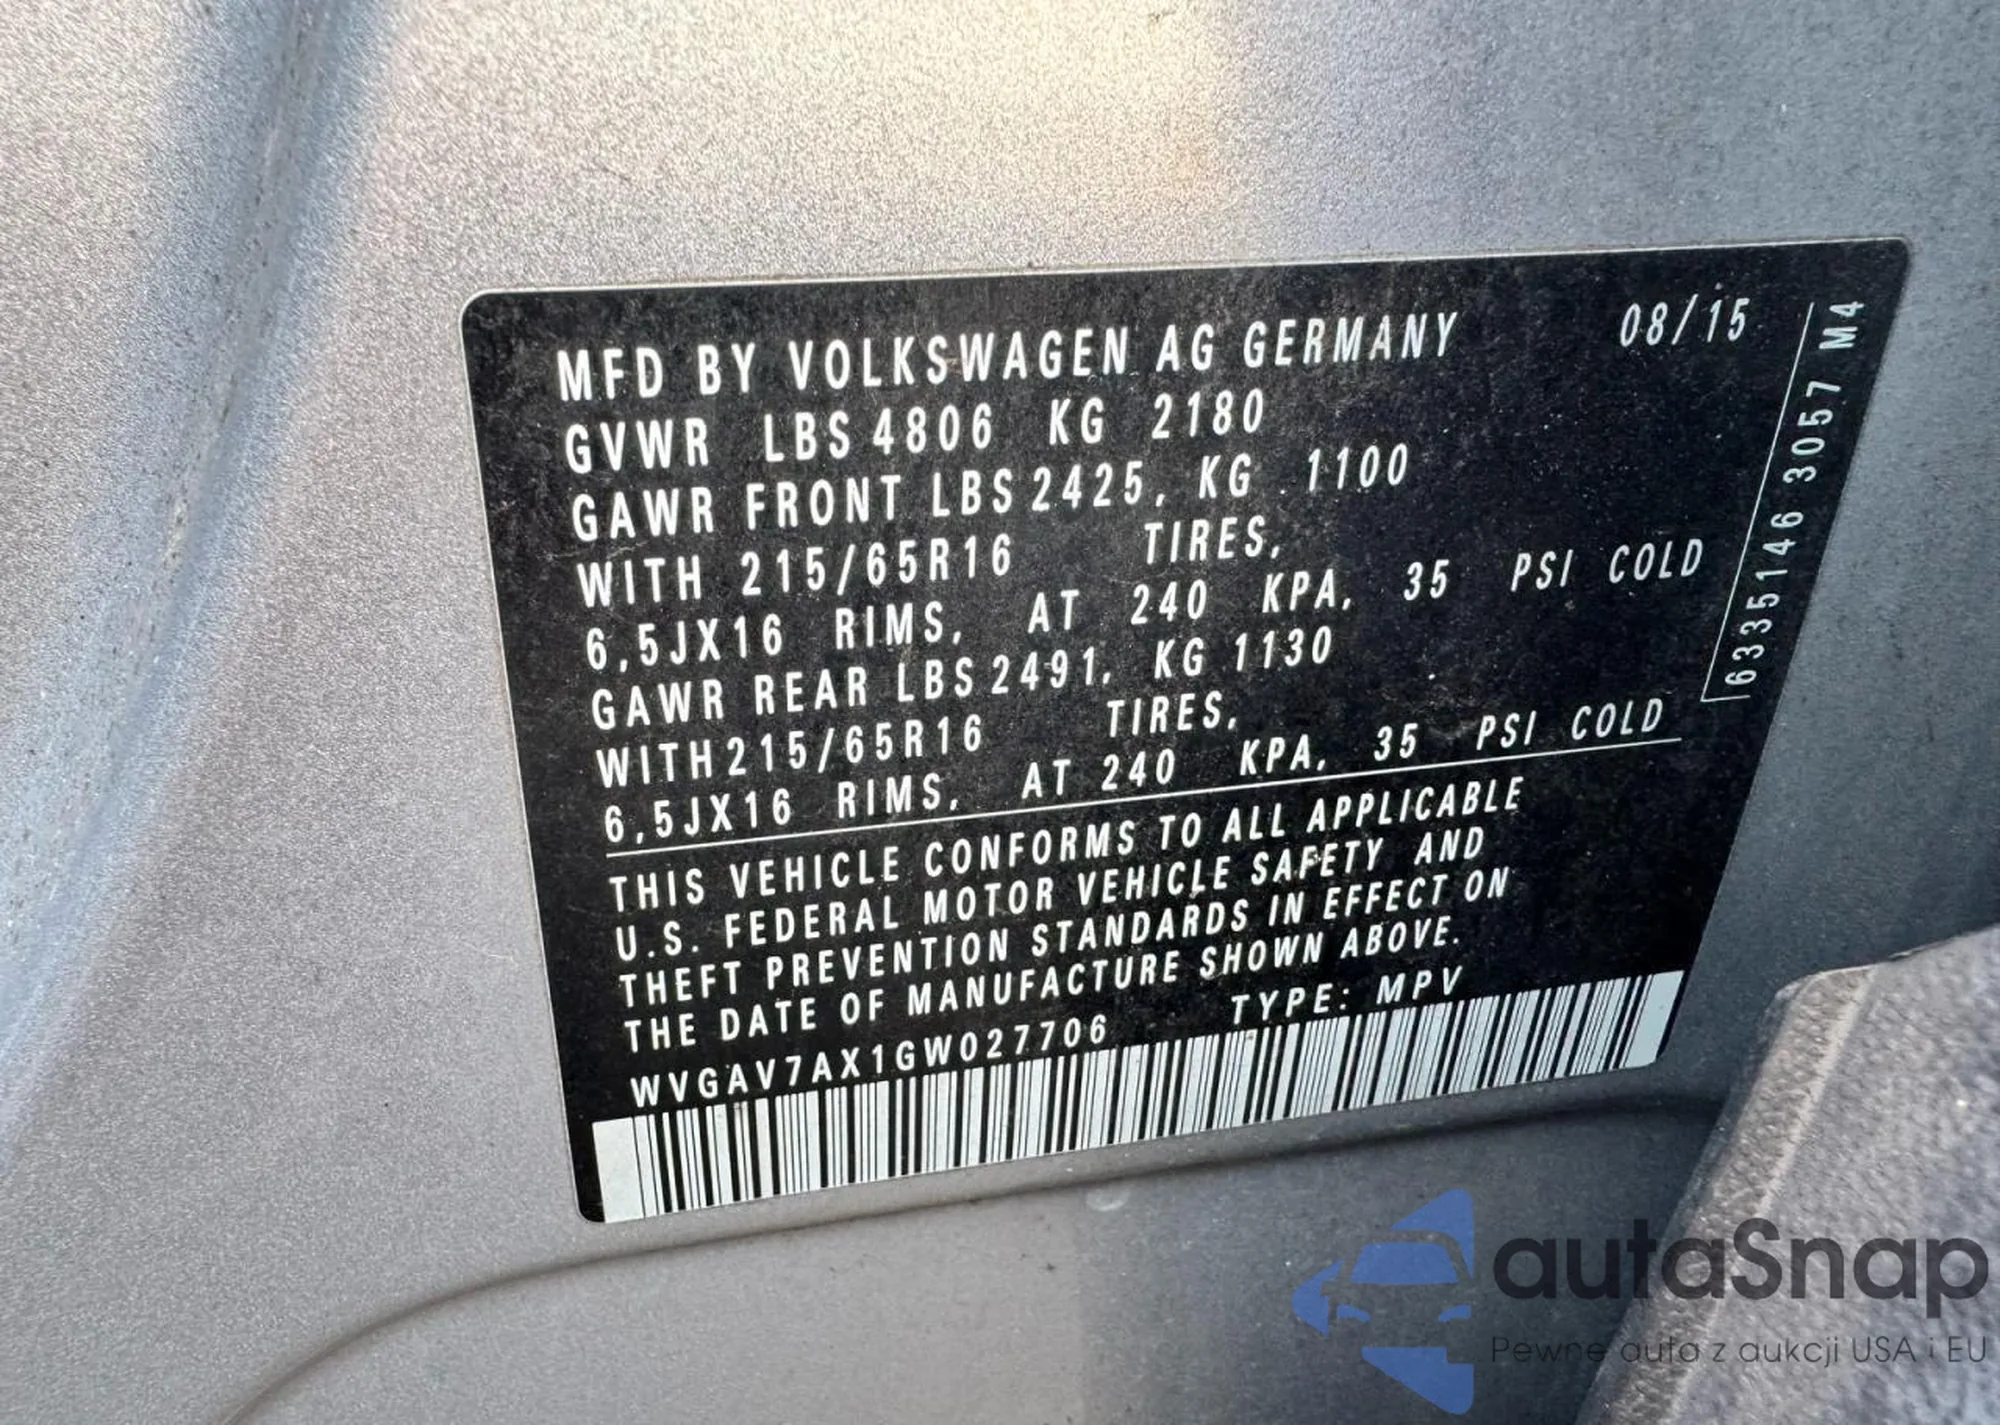 MFD BY VOLKSWAGEN AG GERMANY 08/15
GVWR LBS 4806 KG 2180
GAWR FRONT LBS 2425, KG 1100
WITH 215/65R16 TIRES,
6,5JX16 RIMS, AT 240 KPA, 35 PSI COLD
GAWR REAR LBS 2491, KG 1130
WITH 215/65R16 TIRES,
6,5JX16 RIMS, AT 240 KPA, 35 PSI COLD
THIS VEHICLE CONFORMS TO ALL APPLICABLE
U.S. FEDERAL MOTOR VEHICLE SAFETY AND
THEFT PREVENTION STANDARDS IN EFFECT ON
THE DATE OF MANUFACTURE SHOWN ABOVE.
WVGAV7AX1GW027706 TYPE: MPV
6335146 3057 M4
autaSnap
Pewne auta z aukcji USA i EU